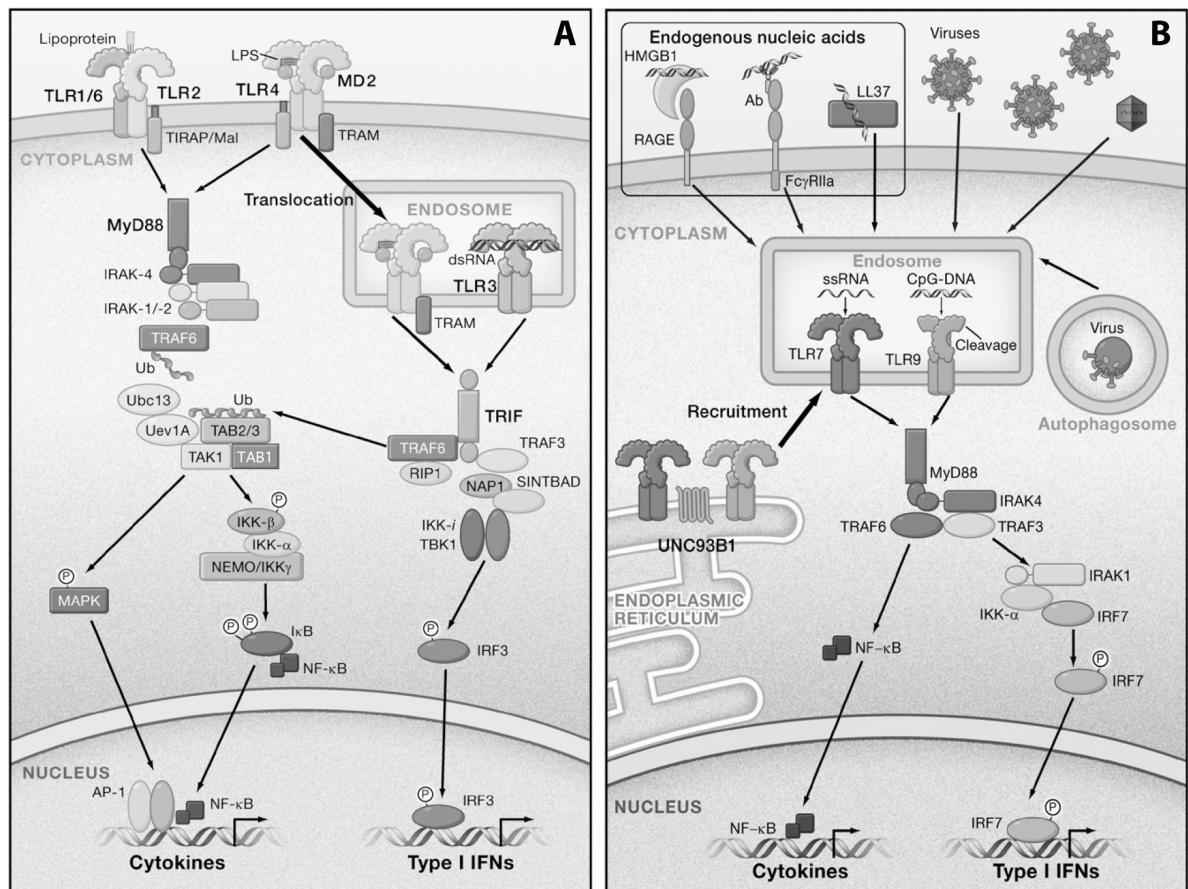 A
Lipoprotein
LPS
TLR1/6
TLR2
TLR4
MD2
TIRAP/Mal
TRAM
CYTOPLASM
Translocation
ENDOSOME
MyD88
dsRNA
TLR3
IRAK-4
IRAK-1/-2
TRAM
TRAF6
Ub
Ubc13
Ub
TRIF
Uev1A
TAB2/3
TRAF6
TRAF3
TAK1
TAB1
RIP1
NAP1
SINTBAD
P
IKK-β
IKK-i
TBK1
IKK-α
NEMO/IKKγ
P
MAPK
P
P
IκB
NF-κB
P
IRF3
NUCLEUS
AP-1
NF-κB
P
IRF3
Cytokines
Type I IFNs
B
Endogenous nucleic acids
HMGB1
Ab
LL37
RAGE
FcγRIIa
Viruses
CYTOPLASM
Endosome
ssRNA
CpG-DNA
TLR7
TLR9
Cleavage
Virus
Autophagosome
Recruitment
MyD88
IRAK4
TRAF6
TRAF3
UNC93B1
IRAK1
IKK-α
IRF7
ENDOPLASMIC
RETICULUM
NF-κB
P
IRF7
NUCLEUS
NF-κB
IRF7
P
Cytokines
Type I IFNs